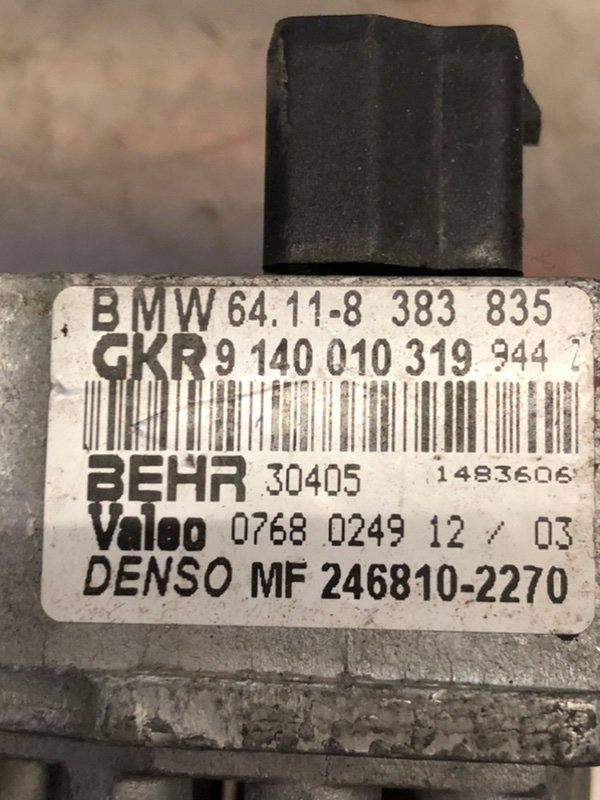 BMW 64.11-8 383 835
GKR 9 140 010 319 944 2
BEHR 30405 1483606
Valeo 0768 0249 12 / 03
DENSO MF 246810-2270